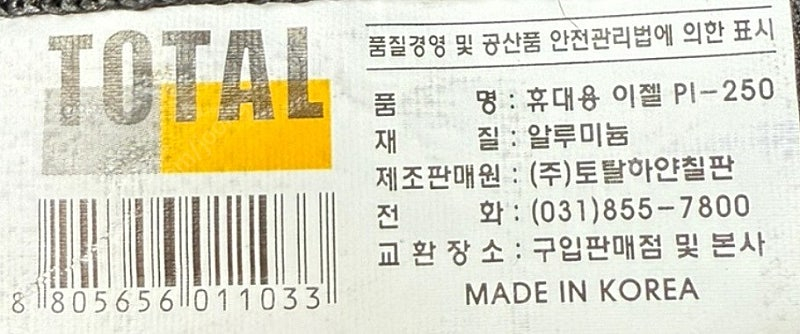 TOTAL
8 805656 011033
품질경영 및 공산품 안전관리법에 의한 표시
품 명 : 휴대용 이젤 PI-250
재 질 : 알루미늄
제조판매원 : (주)토탈하얀칠판
전 화 : (031)855-7800
교 환 장 소 : 구입판매점 및 본사
MADE IN KOREA